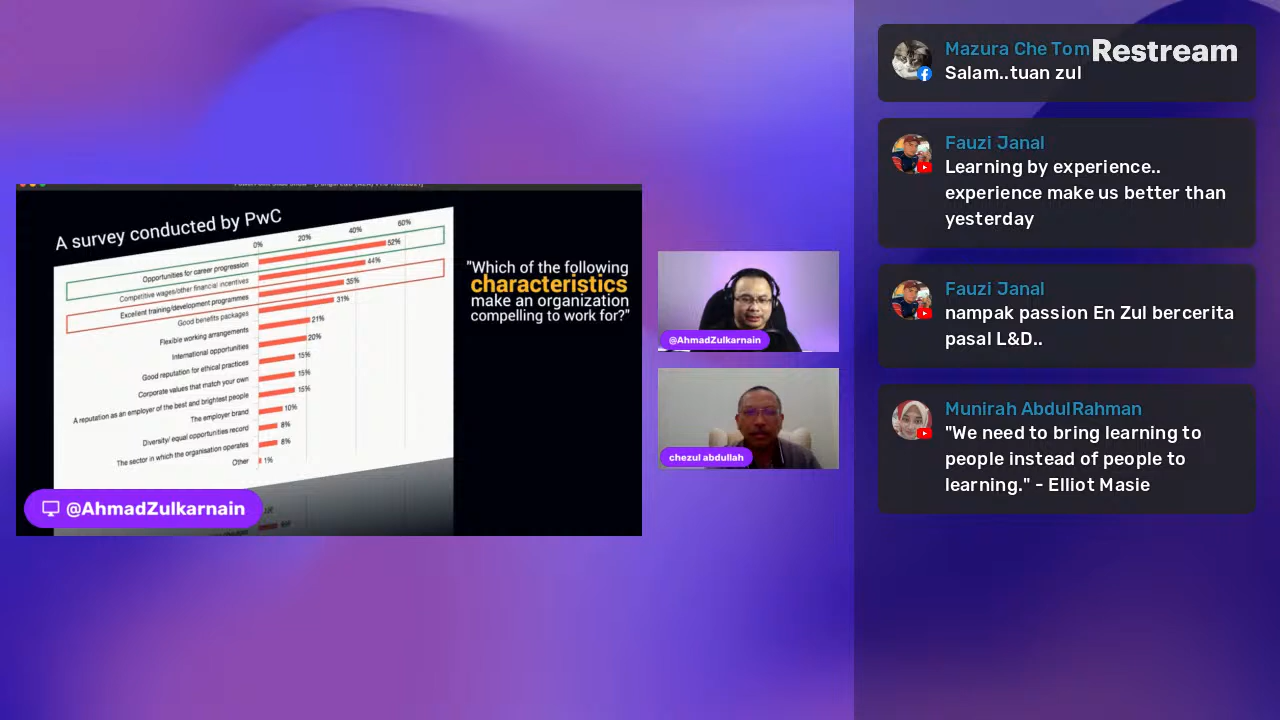 A survey conducted by PwC
0% 20% 40% 60%
Opportunities for career progression 52%
Competitive wages/other financial incentives 44%
Excellent training/development programmes 35%
Good benefits packages 31%
Flexible working arrangements 21%
International opportunities 20%
Good reputation for ethical practices 15%
Corporate values that match your own 15%
A reputation as an employer of the best and brightest people 15%
The employer brand 10%
Diversity/ equal opportunities record 8%
The sector in which the organisation operates 8%
Other 1%
"Which of the following
characteristics
make an organization
compelling to work for?"
@AhmadZulkarnain
@AhmadZulkarnain
chezul abdullah
Restream
Mazura Che Tom
Salam..tuan zul
Fauzi Janal
Learning by experience..
experience make us better than
yesterday
Fauzi Janal
nampak passion En Zul bercerita
pasal L&D..
Munirah AbdulRahman
"We need to bring learning to
people instead of people to
learning." - Elliot Masie